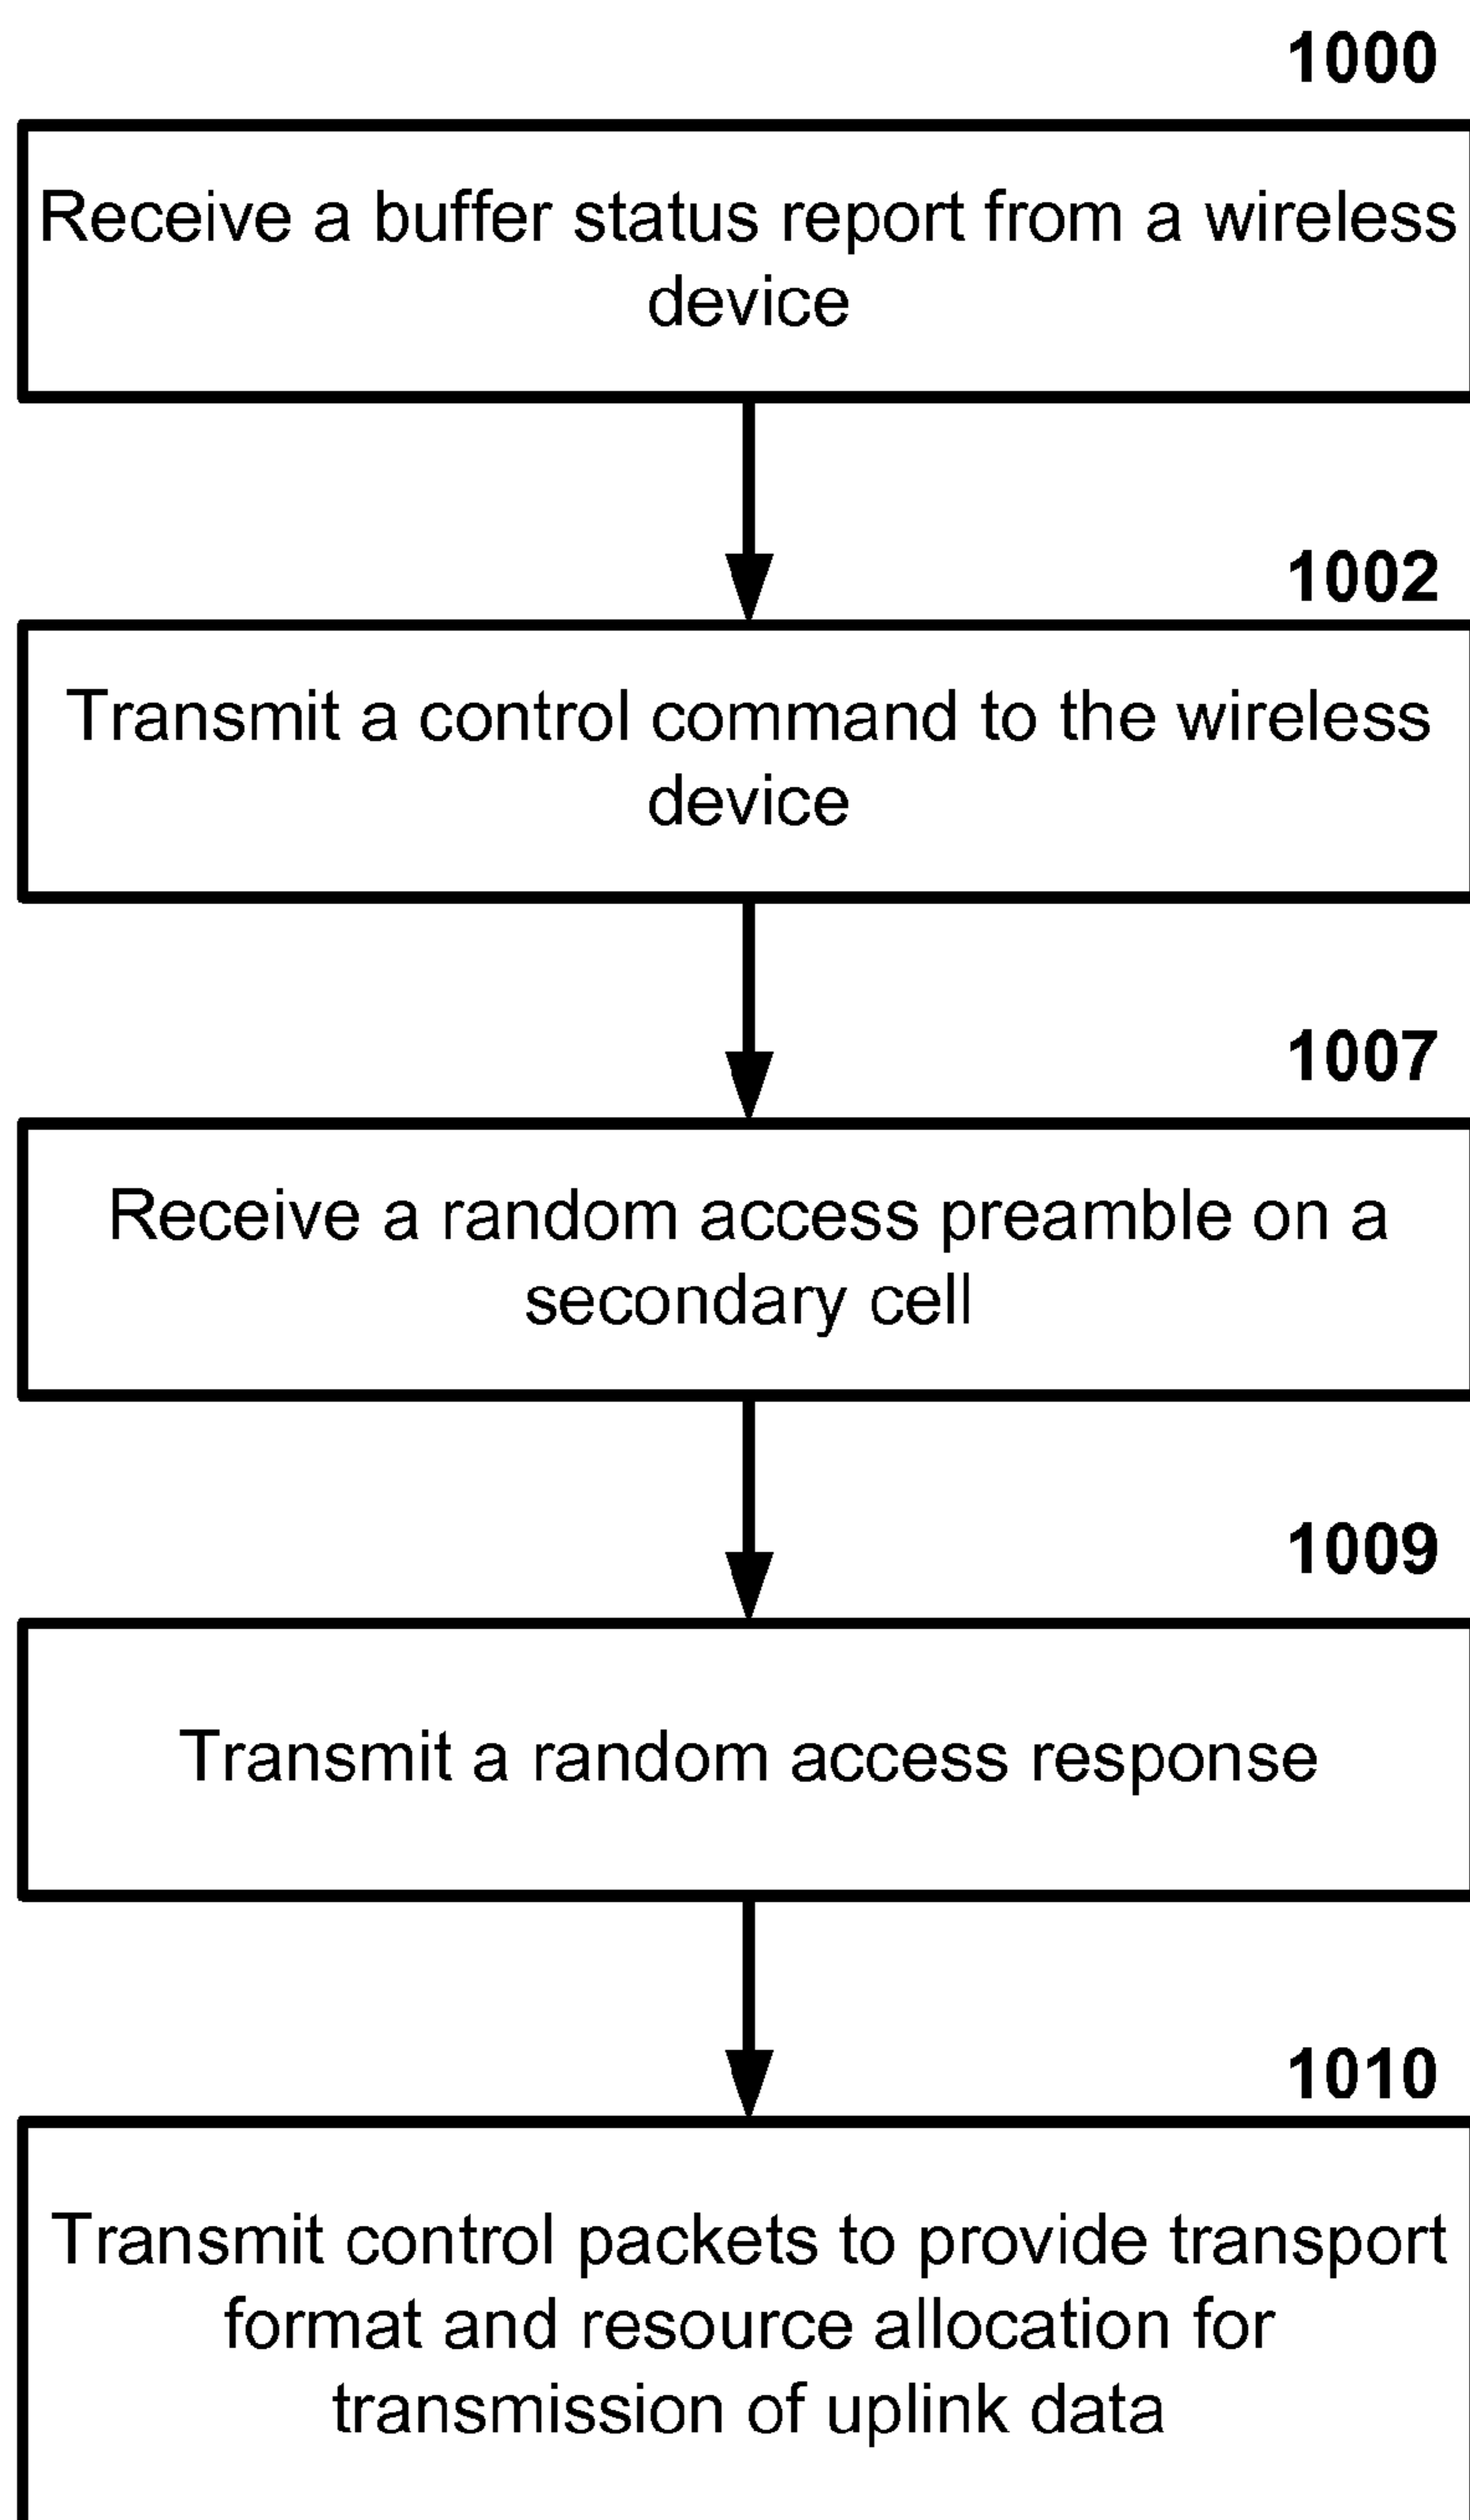 1000
Receive a buffer status report from a wireless
device
1002
Transmit a control command to the wireless
device
1007
Receive a random access preamble on a
secondary cell
1009
Transmit a random access response
1010
Transmit control packets to provide transport
format and resource allocation for
transmission of uplink data